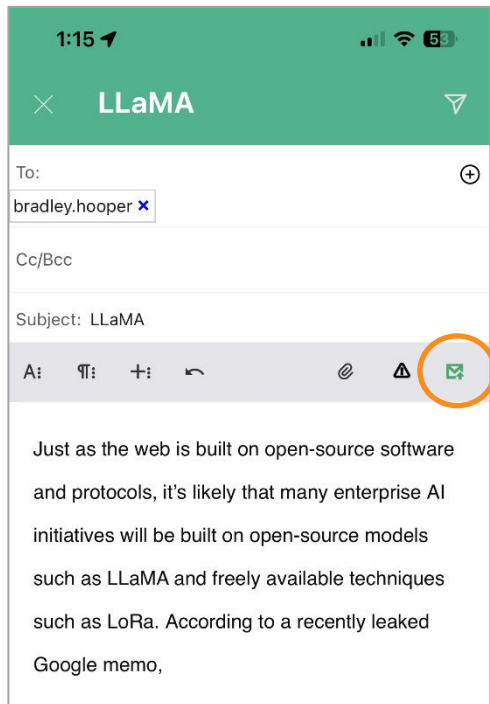 1:15
53
LLaMA
To:
bradley.hooper ×
Cc/Bcc
Subject: LLaMA
A: ¶: +:
Just as the web is built on open-source software
and protocols, it’s likely that many enterprise AI
initiatives will be built on open-source models
such as LLaMA and freely available techniques
such as LoRa. According to a recently leaked
Google memo,